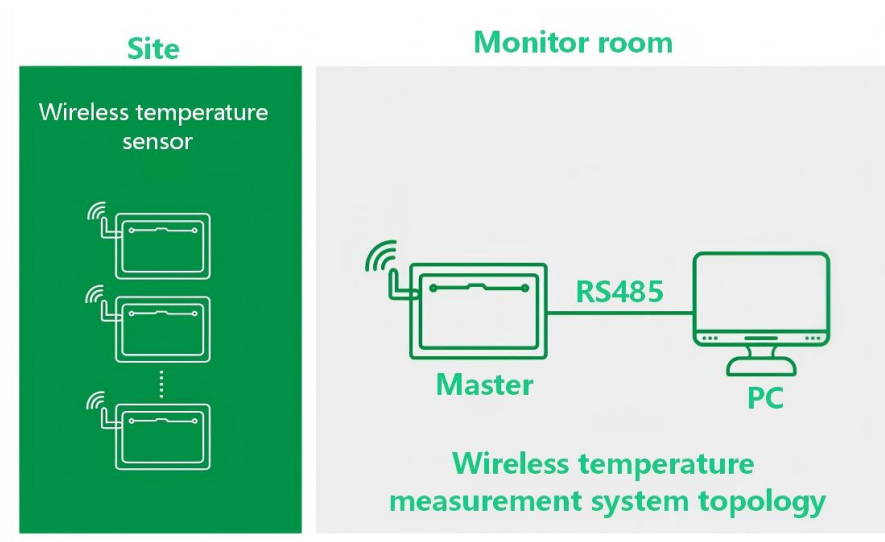 Site
Monitor room
Wireless temperature
sensor
RS485
Master
PC
Wireless temperature
measurement system topology